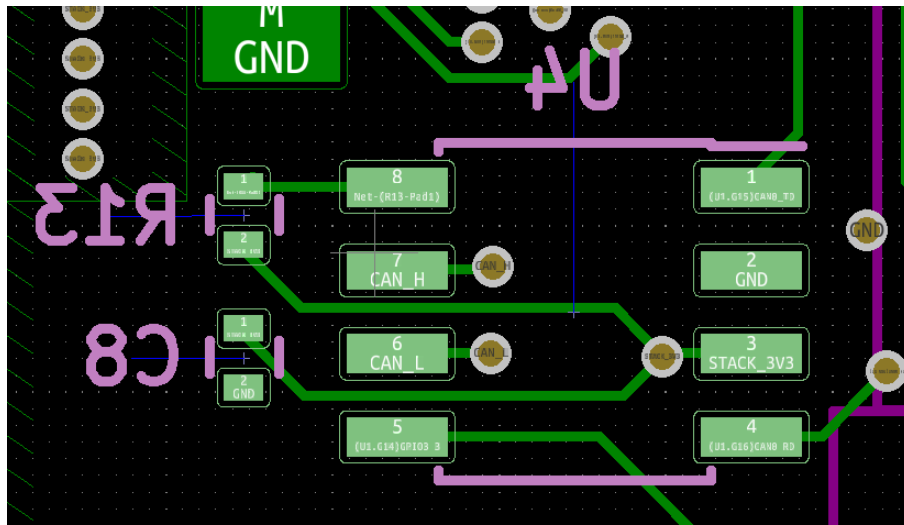 M
GND
U4
R13
C8
1
2
1
2
GND
8
Net-(R13-Pad1)
7
CAN_H
CAN_H
6
CAN_L
CAN_L
5
(U1.G14)GPIO3_3
1
(U1.G15)CAN0_TD
2
GND
3
STACK_3V3
STACK_3V3
4
(U1.G16)CAN0_RD
GND